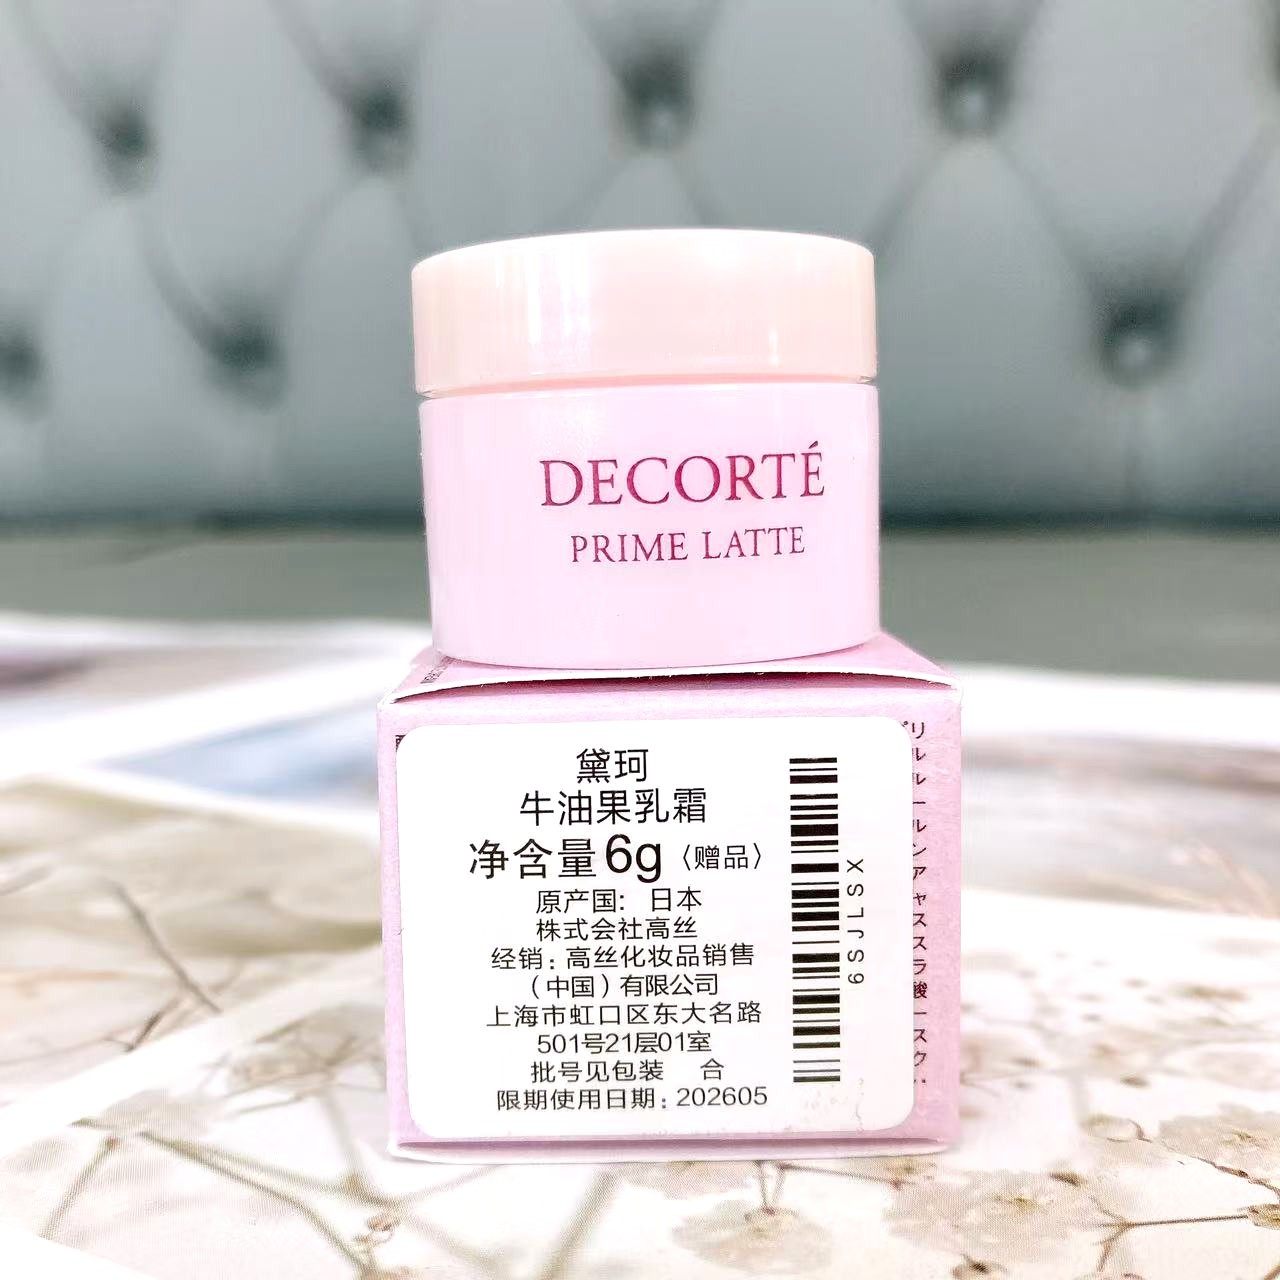 DECORTÉ
PRIME LATTE
黛珂
牛油果乳霜
净含量6g〈赠品〉
原产国: 日本
株式会社高丝
经销: 高丝化妆品销售
(中国)有限公司
上海市虹口区东大名路
501号21层01室
批号见包装 合
限期使用日期: 202605
6SJLSX